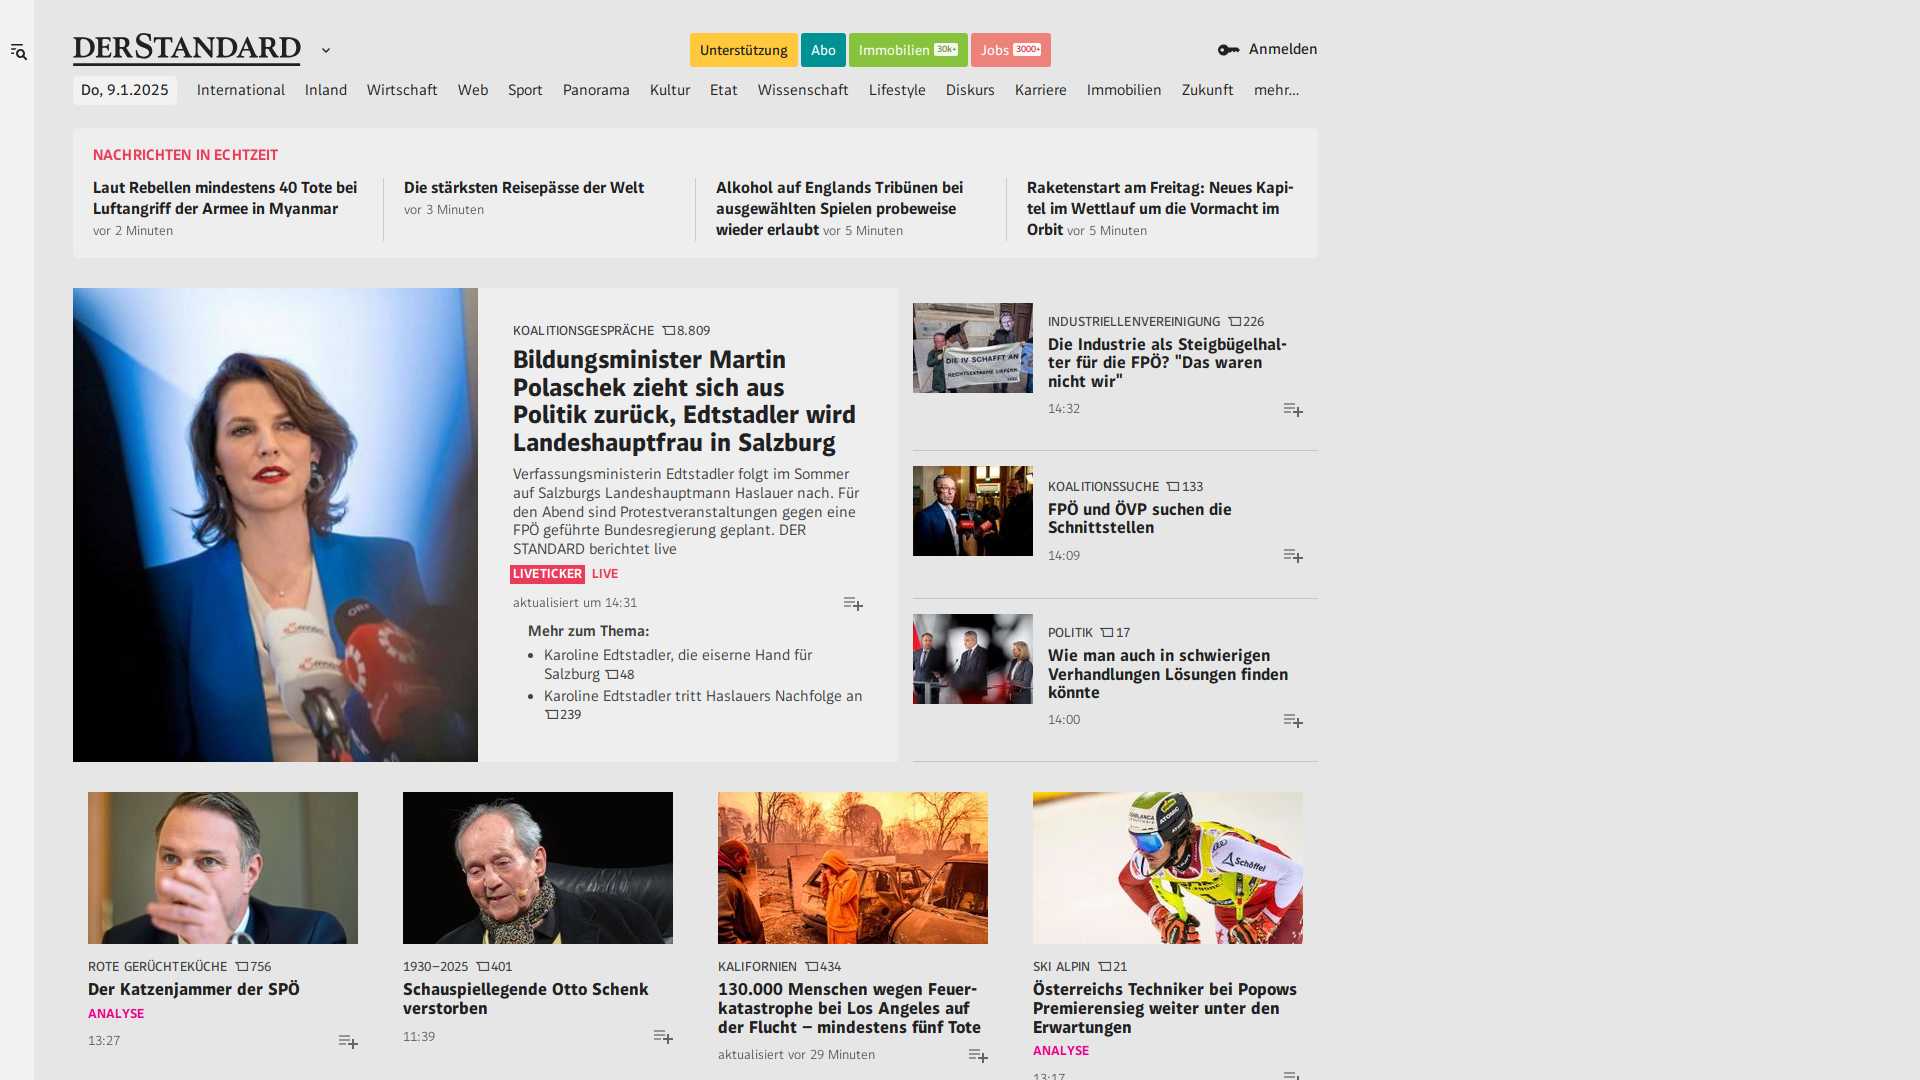 DERSTANDARD
Unterstützung
Abo
Immobilien 30k+
Jobs 3000+
Anmelden
Do, 9.1.2025
International
Inland
Wirtschaft
Web
Sport
Panorama
Kultur
Etat
Wissenschaft
Lifestyle
Diskurs
Karriere
Immobilien
Zukunft
mehr...
NACHRICHTEN IN ECHTZEIT
Laut Rebellen mindestens 40 Tote bei
Luftangriff der Armee in Myanmar
vor 2 Minuten
Die stärksten Reisepässe der Welt
vor 3 Minuten
Alkohol auf Englands Tribünen bei
ausgewählten Spielen probeweise
wieder erlaubt vor 5 Minuten
Raketenstart am Freitag: Neues Kapi-
tel im Wettlauf um die Vormacht im
Orbit vor 5 Minuten
KOALITIONSGESPRÄCHE 8.809
Bildungsminister Martin
Polaschek zieht sich aus
Politik zurück, Edtstadler wird
Landeshauptfrau in Salzburg
Verfassungsministerin Edtstadler folgt im Sommer
auf Salzburgs Landeshauptmann Haslauer nach. Für
den Abend sind Protestveranstaltungen gegen eine
FPÖ geführte Bundesregierung geplant. DER
STANDARD berichtet live
LIVETICKER LIVE
aktualisiert um 14:31
Mehr zum Thema:
Karoline Edtstadler, die eiserne Hand für
Salzburg 48
Karoline Edtstadler tritt Haslauers Nachfolge an
239
DIE IV SCHAFFT AN
INDUSTRIELLENVEREINIGUNG 226
Die Industrie als Steigbügelhal-
ter für die FPÖ? "Das waren
nicht wir"
14:32
KOALITIONSSUCHE 133
FPÖ und ÖVP suchen die
Schnittstellen
14:09
POLITIK 17
Wie man auch in schwierigen
Verhandlungen Lösungen finden
könnte
14:00
ROTE GERÜCHTEKÜCHE 756
Der Katzenjammer der SPÖ
ANALYSE
13:27
1930–2025 401
Schauspiellegende Otto Schenk
verstorben
11:39
KALIFORNIEN 434
130.000 Menschen wegen Feuer-
katastrophe bei Los Angeles auf
der Flucht – mindestens fünf Tote
aktualisiert vor 29 Minuten
ATOMIC
Schöffel
SKI ALPIN 21
Österreichs Techniker bei Popows
Premierensieg weiter unter den
Erwartungen
ANALYSE
13:17